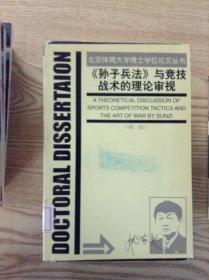 北京体育大学博士学位论文丛书
《孙子兵法》与竞技
战术的理论审视
A THEORETICAL DISCUSSION OF
SPORTS COMPETITION TACTICS AND
THE ART OF WAR BY SUNZI
DOCTORAL DISSERTAION